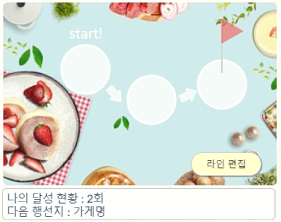 start!
라인 편집
나의 달성 현황 : 2회
다음 행선지 : 가게명